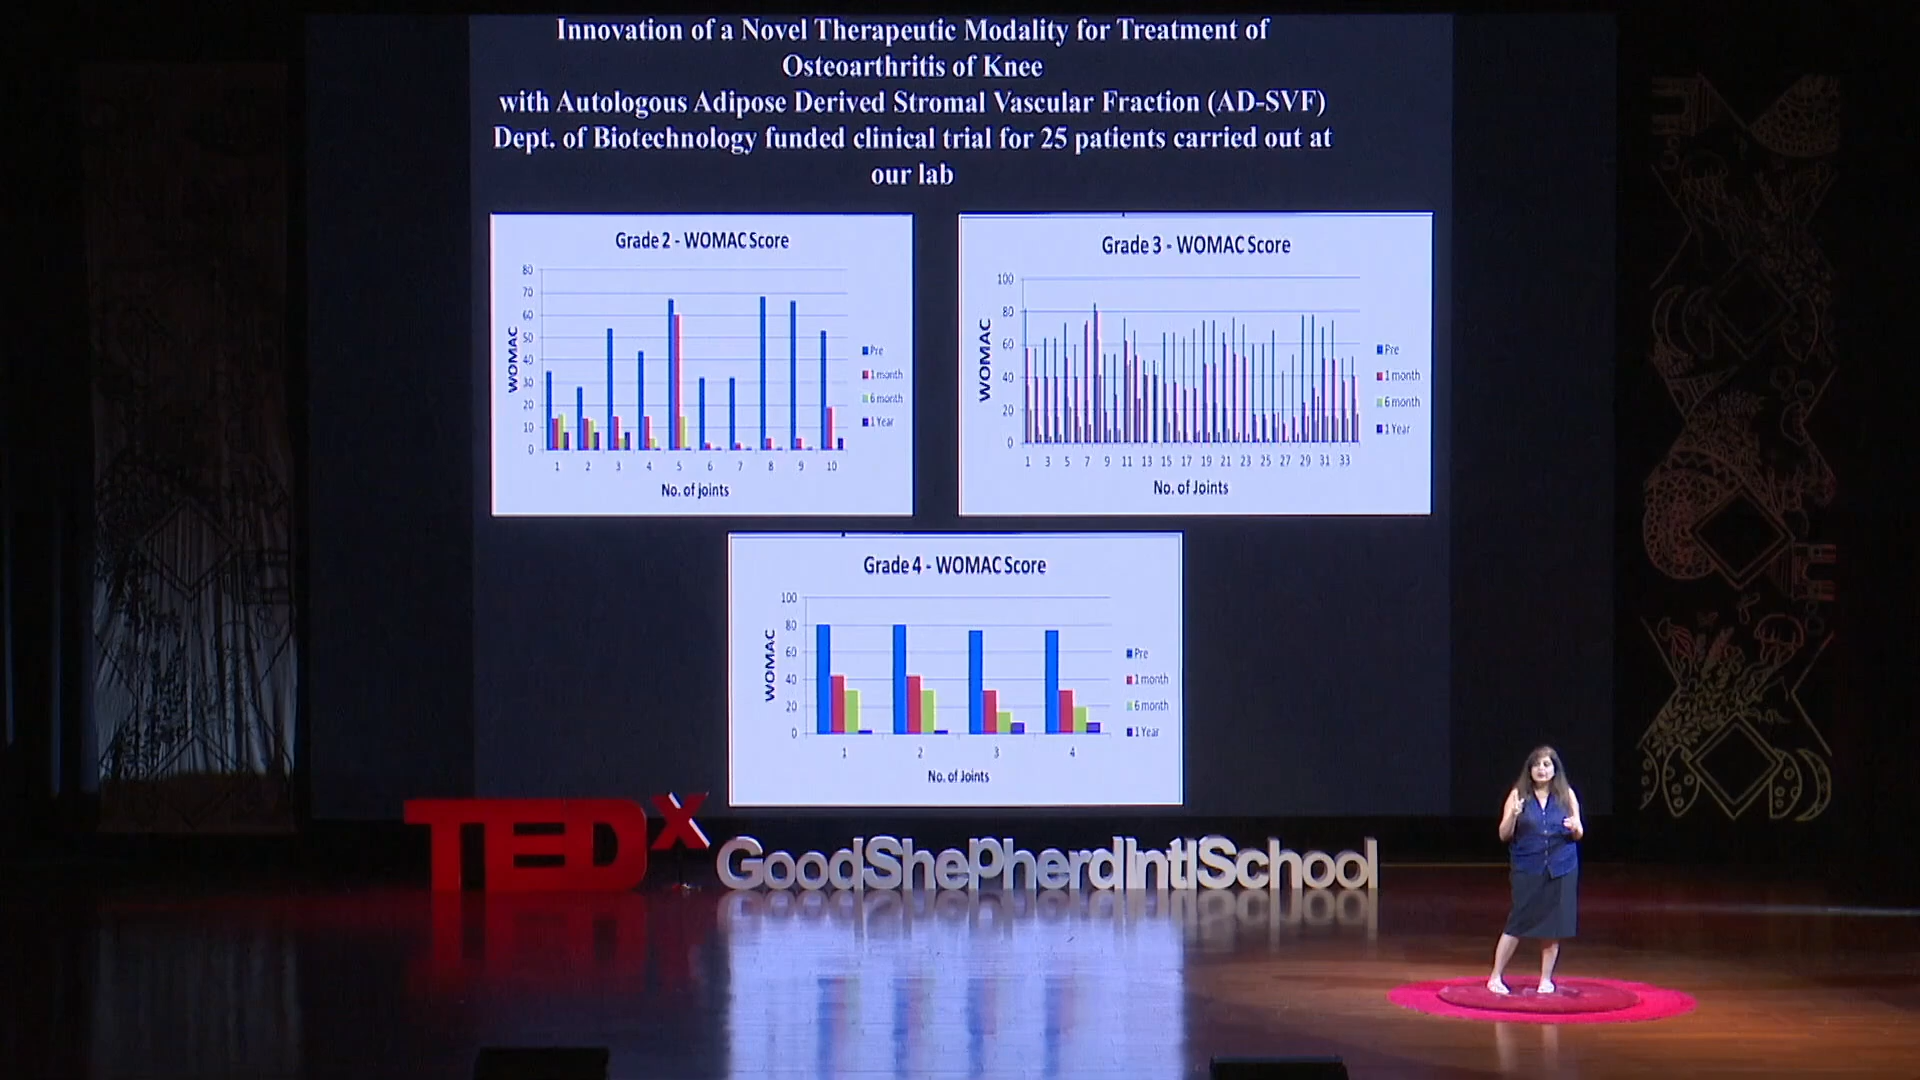 Innovation of a Novel Therapeutic Modality for Treatment of
Osteoarthritis of Knee
with Autologous Adipose Derived Stromal Vascular Fraction (AD-SVF)
Dept. of Biotechnology funded clinical trial for 25 patients carried out at
our lab
Grade 2 - WOMAC Score
WOMAC
80
70
60
50
40
30
20
10
0
1 2 3 4 5 6 7 8 9 10
No. of joints
Pre
1 month
6 month
1 Year
Grade 3 - WOMAC Score
WOMAC
100
80
60
40
20
0
1 3 5 7 9 11 13 15 17 19 21 23 25 27 29 31 33
No. of Joints
Pre
1 month
6 month
1 Year
Grade 4 - WOMAC Score
WOMAC
100
80
60
40
20
0
1 2 3 4
No. of Joints
Pre
1 month
6 month
1 Year
TEDx
GoodShePherdIntlSchool